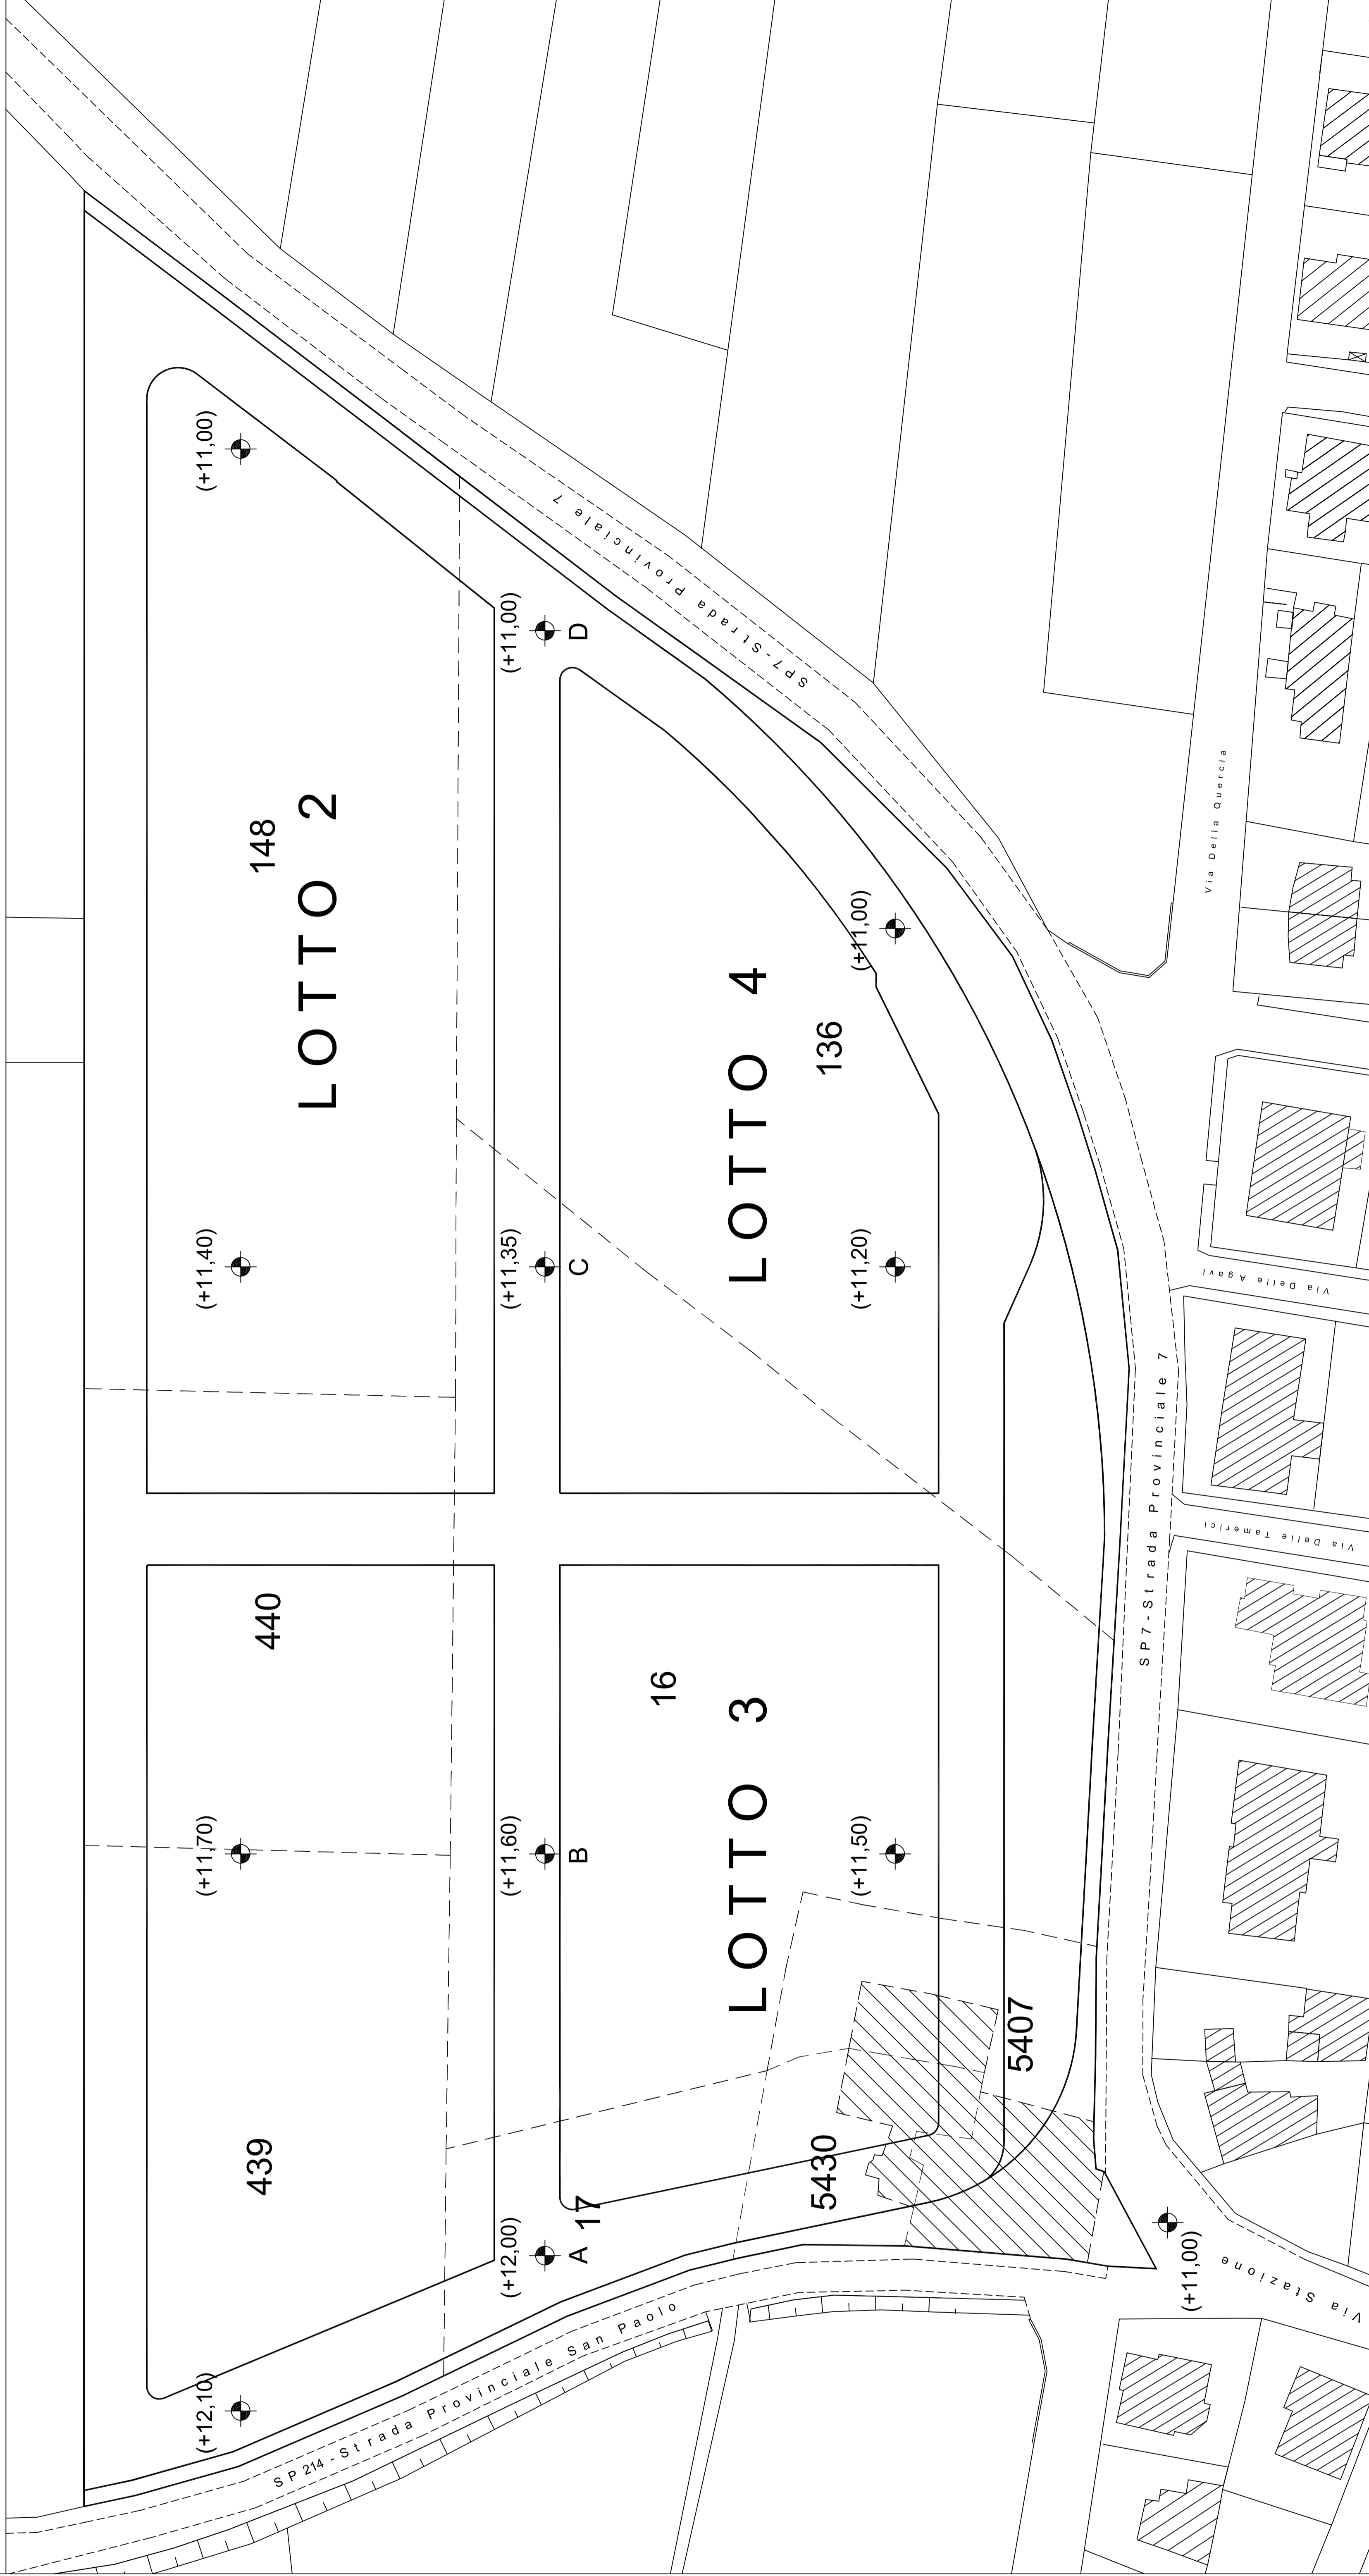 (+11,00)
148
LOTTO 2
(+11,40)
(+11,00)
D
SP7-Strada Provinciale 7
(+11,35)
C
LOTTO 4
136
(+11,00)
(+11,20)
440
439
(+11,70)
(+12,10)
(+11,60)
B
16
LOTTO 3
(+11,50)
(+12,00)
A
17
5430
5407
(+11,00)
SP214-Strada Provinciale San Paolo
SP7-Strada Provinciale 7
Via Della Quercia
Via Delle Agavi
Via Delle Tamerici
Via Stazione